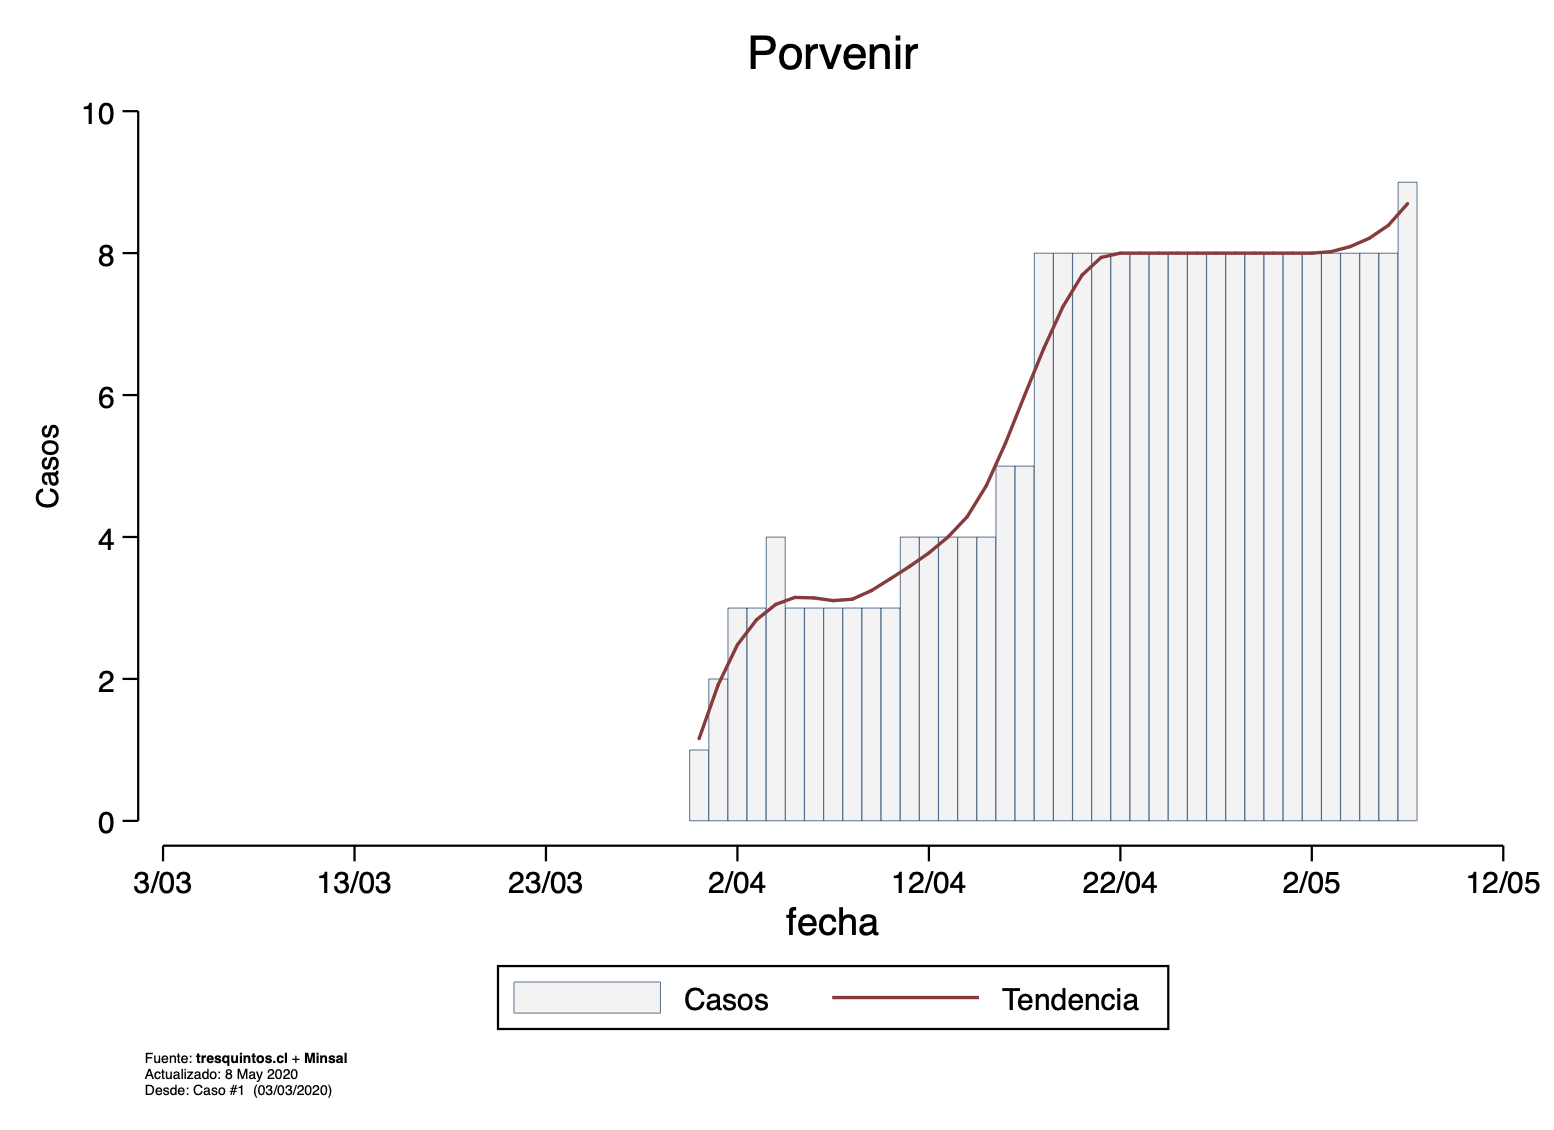 Porvenir
10
8
6
4
2
0
Casos
3/03 13/03 23/03 2/04 12/04 22/04 2/05 12/05
fecha
Casos Tendencia
Fuente: tresquintos.cl + Minsal
Actualizado: 8 May 2020
Desde: Caso #1 (03/03/2020)